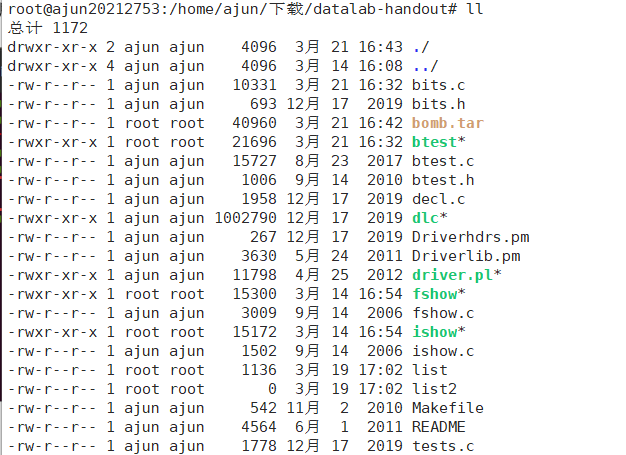 root@ajun20212753:/home/ajun/下载/datalab-handout# ll
总计 1172
drwxr-xr-x 2 ajun ajun    4096  3月 21 16:43 ./
drwxr-xr-x 4 ajun ajun    4096  3月 14 16:08 ../
-rw-r--r-- 1 ajun ajun   10331  3月 21 16:32 bits.c
-rw-r--r-- 1 ajun ajun     693 12月 17  2019 bits.h
-rw-r--r-- 1 root root   40960  3月 21 16:42 bomb.tar
-rwxr-xr-x 1 root root   21696  3月 21 16:32 btest*
-rw-r--r-- 1 ajun ajun   15727  8月 23  2017 btest.c
-rw-r--r-- 1 ajun ajun    1006  9月 14  2010 btest.h
-rw-r--r-- 1 ajun ajun    1958 12月 17  2019 decl.c
-rwxr-xr-x 1 ajun ajun 1002790 12月 17  2019 dlc*
-rw-r--r-- 1 ajun ajun     267 12月 17  2019 Driverhdrs.pm
-rw-r--r-- 1 ajun ajun    3630  5月 24  2011 Driverlib.pm
-rwxr-xr-x 1 ajun ajun   11798  4月 25  2012 driver.pl*
-rwxr-xr-x 1 root root   15300  3月 14 16:54 fshow*
-rw-r--r-- 1 ajun ajun    3009  9月 14  2006 fshow.c
-rwxr-xr-x 1 root root   15172  3月 14 16:54 ishow*
-rw-r--r-- 1 ajun ajun    1502  9月 14  2006 ishow.c
-rw-r--r-- 1 root root    1136  3月 19 17:02 list
-rw-r--r-- 1 root root       0  3月 19 17:02 list2
-rw-r--r-- 1 ajun ajun     542 11月  2  2010 Makefile
-rw-r--r-- 1 ajun ajun    4564  6月  1  2011 README
-rw-r--r-- 1 ajun ajun    1778 12月 17  2019 tests.c